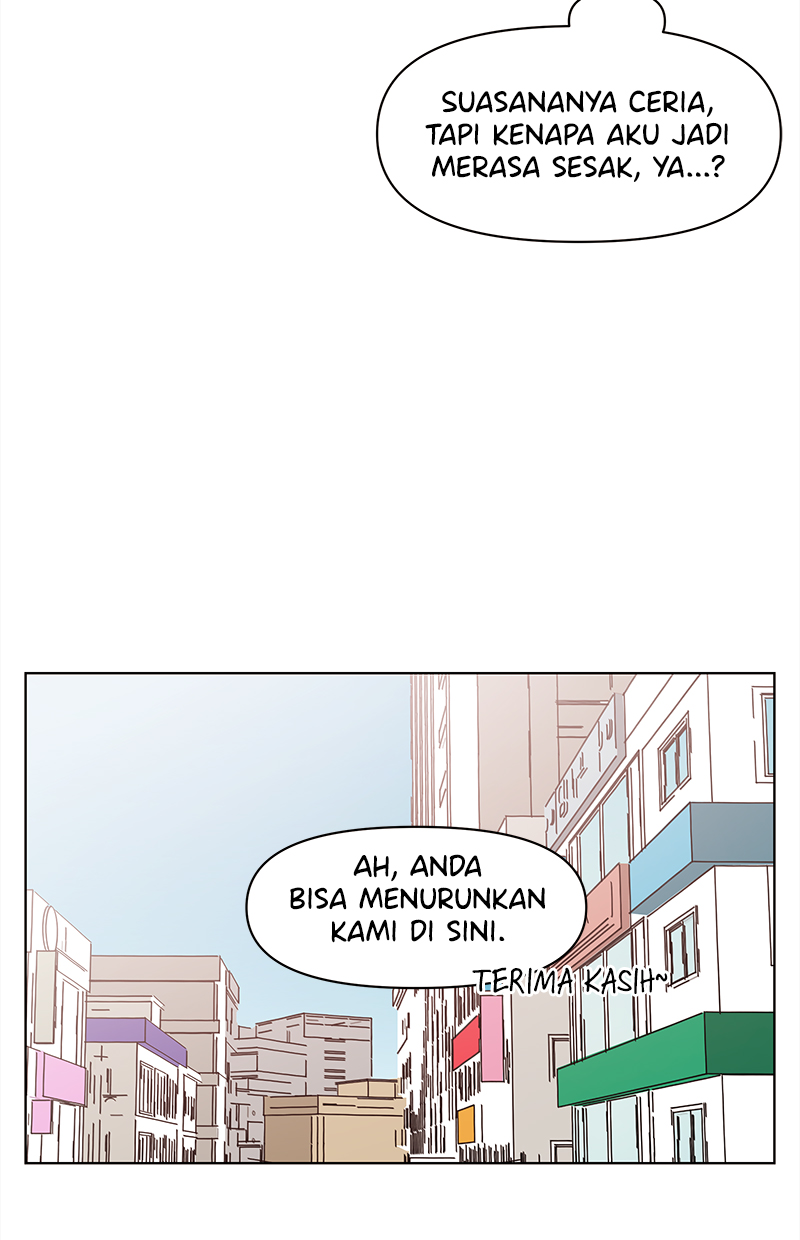 SUASANANYA CERIA,
TAPI KENAPA AKU JADI
MERASA SESAK, YA...?
AH, ANDA
BISA MENURUNKAN
KAMI DI SINI.
TERIMA KASIH~